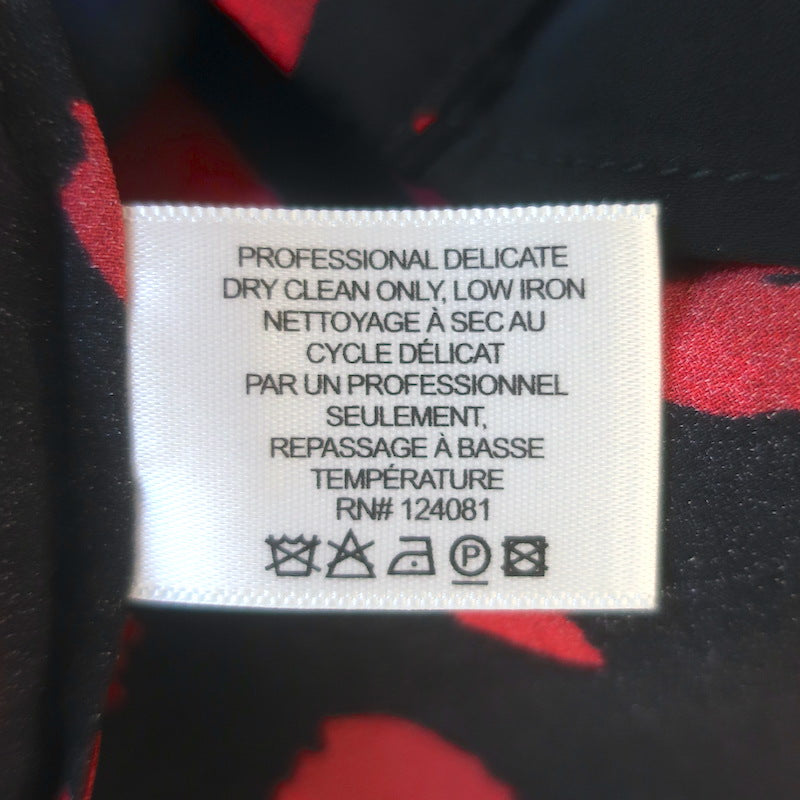 PROFESSIONAL DELICATE
DRY CLEAN ONLY, LOW IRON
NETTOYAGE À SEC AU
CYCLE DÉLICAT
PAR UN PROFESSIONNEL
SEULEMENT,
REPASSAGE À BASSE
TEMPÉRATURE
RN# 124081
P